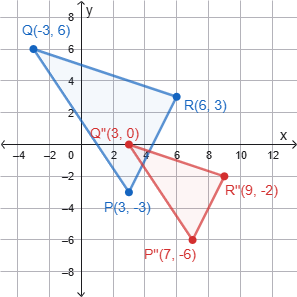 y
8
Q(-3, 6)
6
4
R(6, 3)
2
Q"(3, 0)
x
−4 −2 0 2 4 6 8 10 12
−2
R"(9, -2)
P(3, -3)
−4
−6
P"(7, -6)
−8